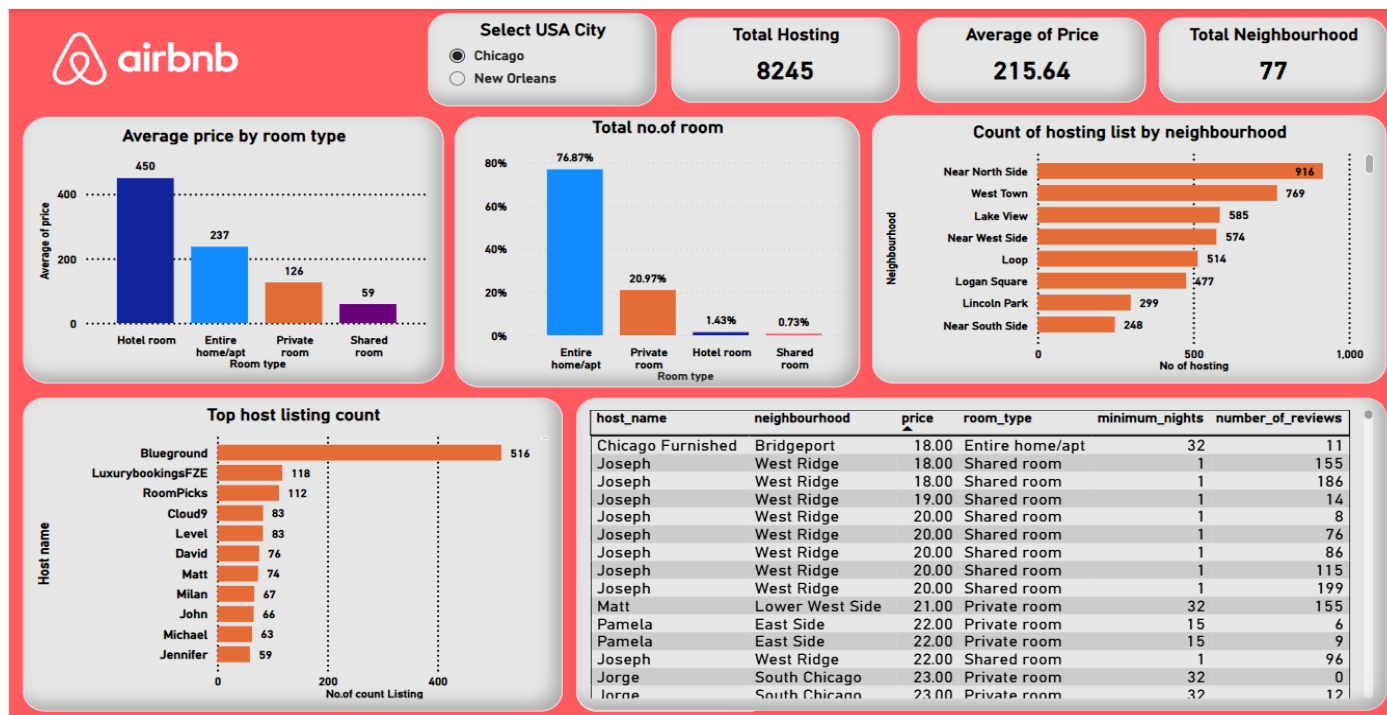 airbnb
Select USA City
Chicago
New Orleans
Total Hosting
8245
Average of Price
215.64
Total Neighbourhood
77
Average price by room type
Average of price
400
200
0
450
237
126
59
Hotel room
Entire home/apt
Private room
Shared room
Room type
Total no.of room
80%
60%
40%
20%
0%
76.87%
20.97%
1.43%
0.73%
Entire home/apt
Private room
Hotel room
Shared room
Room type
Count of hosting list by neighbourhood
Neighbourhood
Near North Side 916
West Town 769
Lake View 585
Near West Side 574
Loop 514
Logan Square 477
Lincoln Park 299
Near South Side 248
0 500 1,000
No of hosting
Top host listing count
Host name
Blueground 516
LuxurybookingsFZE 118
RoomPicks 112
Cloud9 83
Level 83
David 76
Matt 74
Milan 67
John 66
Michael 63
Jennifer 59
0 200 400
No.of count Listing
host_name neighbourhood price room_type minimum_nights number_of_reviews
Chicago Furnished Bridgeport 18.00 Entire home/apt 32 11
Joseph West Ridge 18.00 Shared room 1 155
Joseph West Ridge 18.00 Shared room 1 186
Joseph West Ridge 19.00 Shared room 1 14
Joseph West Ridge 20.00 Shared room 1 8
Joseph West Ridge 20.00 Shared room 1 76
Joseph West Ridge 20.00 Shared room 1 86
Joseph West Ridge 20.00 Shared room 1 115
Joseph West Ridge 20.00 Shared room 1 199
Matt Lower West Side 21.00 Private room 32 155
Pamela East Side 22.00 Private room 15 6
Pamela East Side 22.00 Private room 15 9
Joseph West Ridge 22.00 Shared room 1 96
Jorge South Chicago 23.00 Private room 32 0
Jorge South Chicago 23.00 Private room 32 12